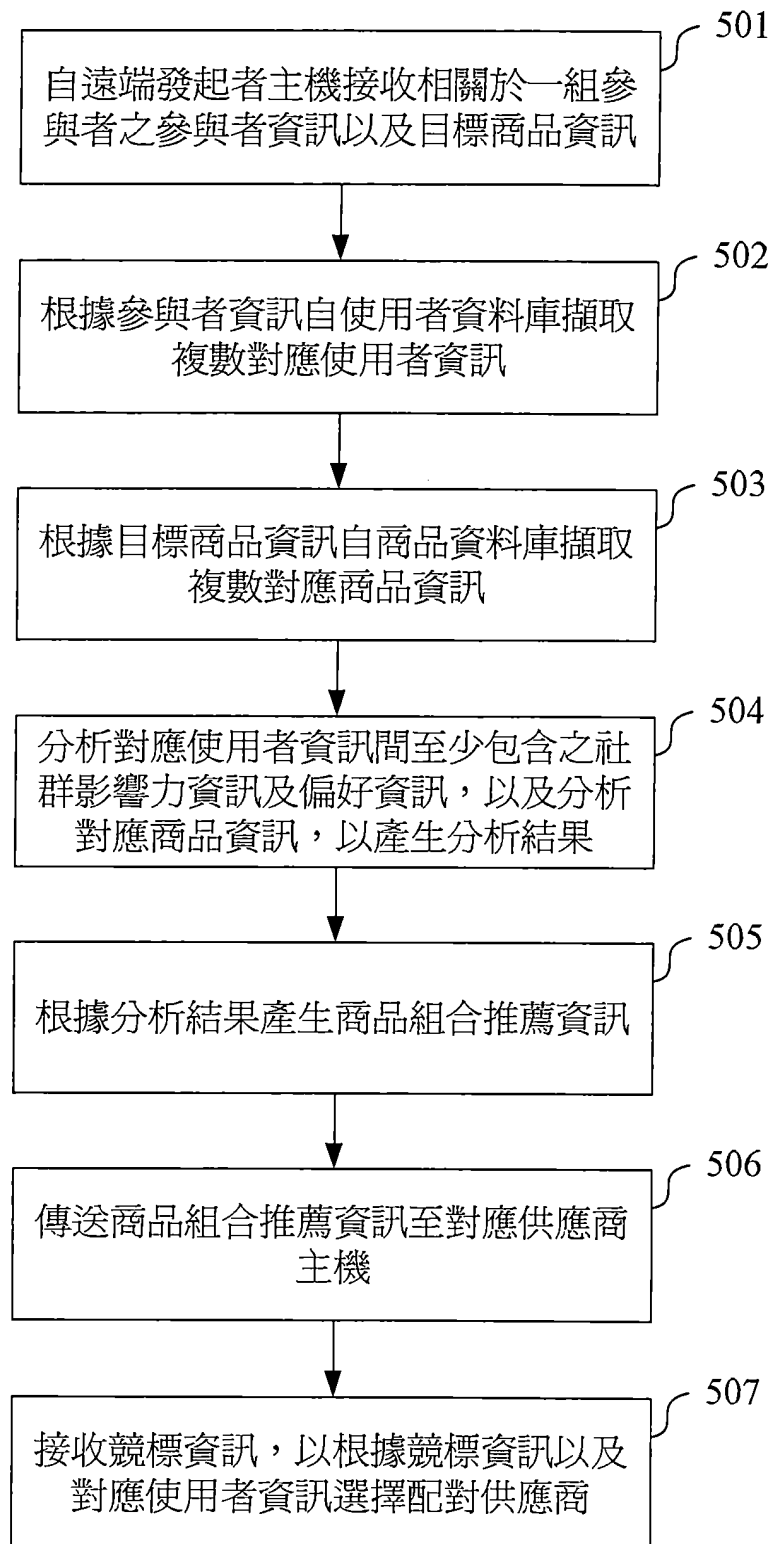 501
自遠端發起者主機接收相關於一組參
與者之參與者資訊以及目標商品資訊
502
根據參與者資訊自使用者資料庫擷取
複數對應使用者資訊
503
根據目標商品資訊自商品資料庫擷取
複數對應商品資訊
504
分析對應使用者資訊間至少包含之社
群影響力資訊及偏好資訊，以及分析
對應商品資訊，以產生分析結果
505
根據分析結果產生商品組合推薦資訊
506
傳送商品組合推薦資訊至對應供應商
主機
507
接收競標資訊，以根據競標資訊以及
對應使用者資訊選擇配對供應商